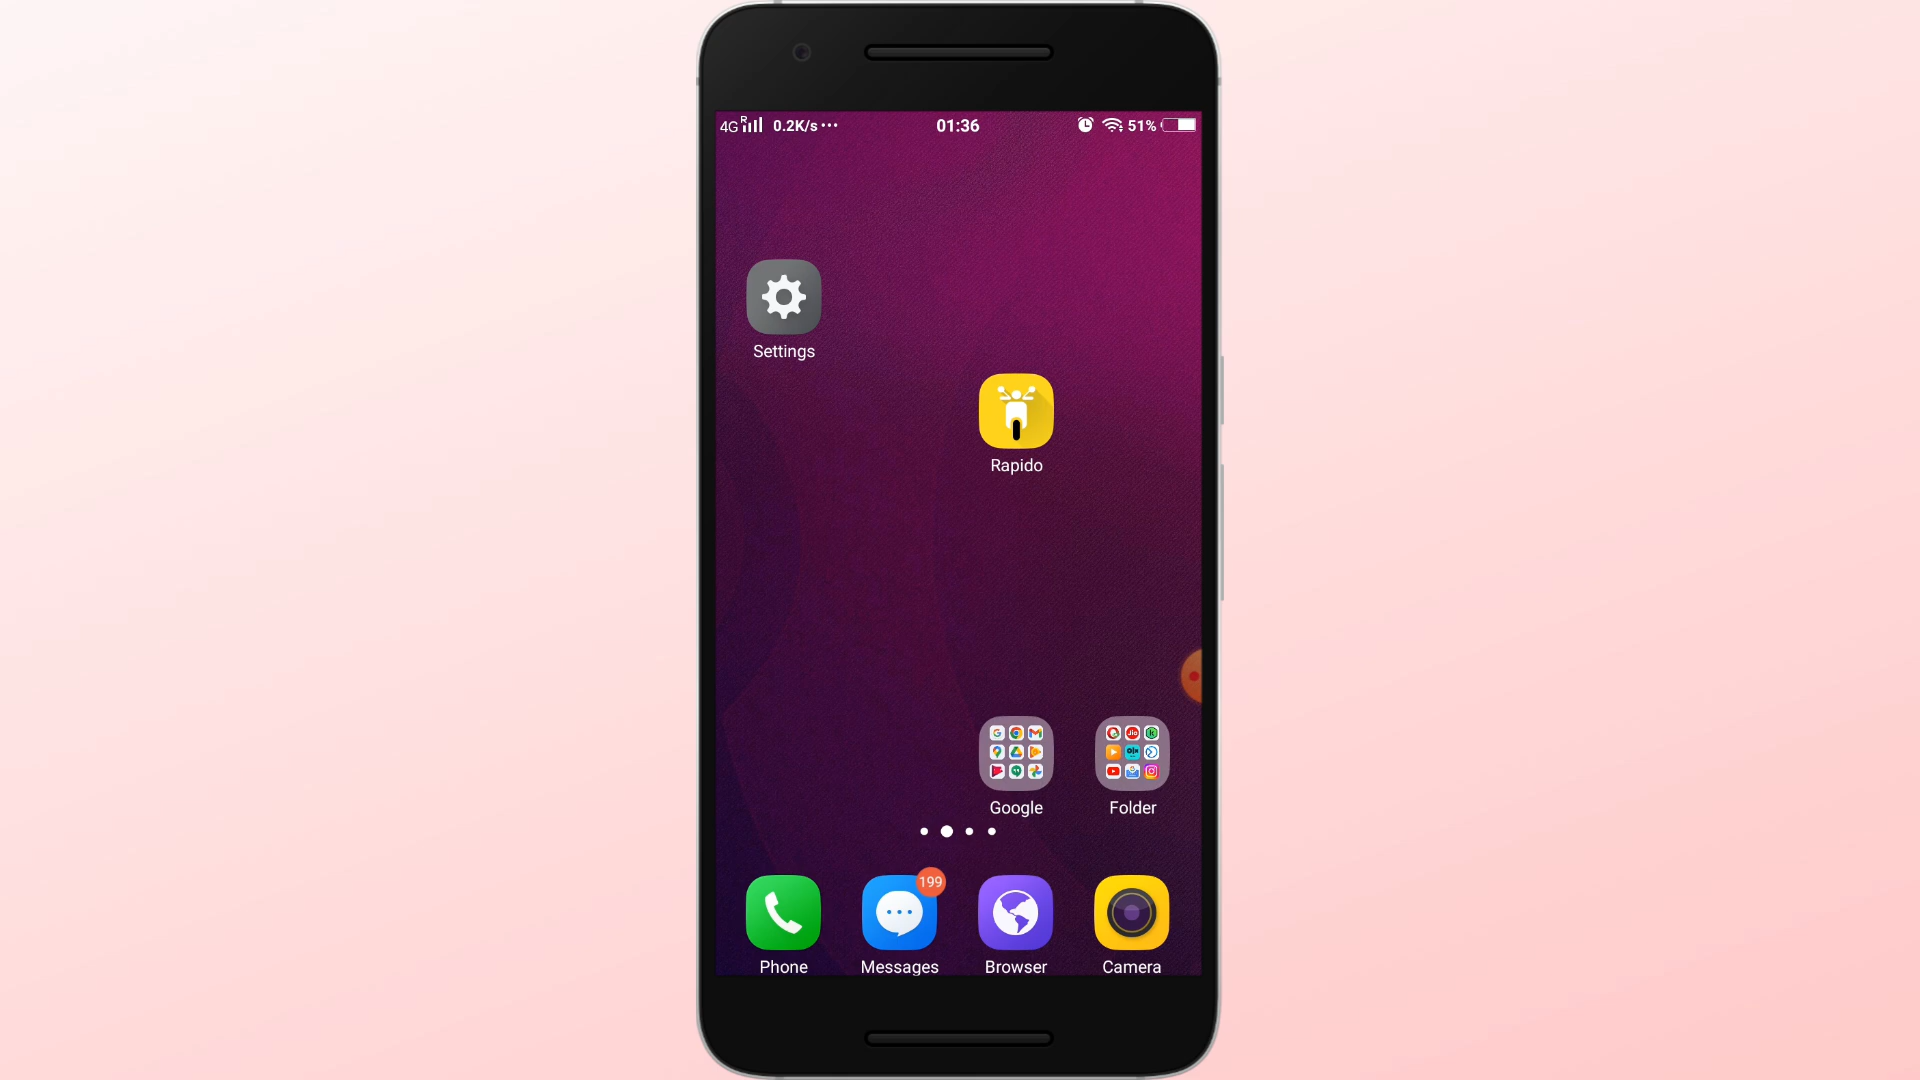 4G R 0.2K/s ··· 01:36 51%
Settings
Rapido
Google Folder
199
Phone Messages Browser Camera